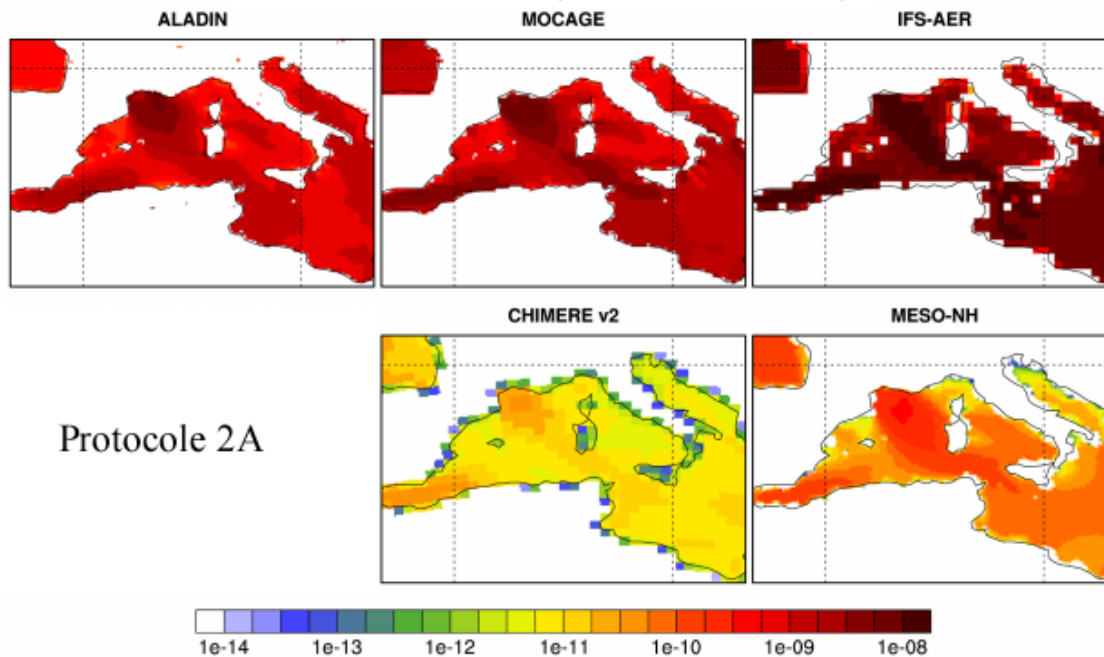 ALADIN
MOCAGE
IFS-AER
CHIMERE v2
MESO-NH
Protocole 2A
1e-14 1e-13 1e-12 1e-11 1e-10 1e-09 1e-08